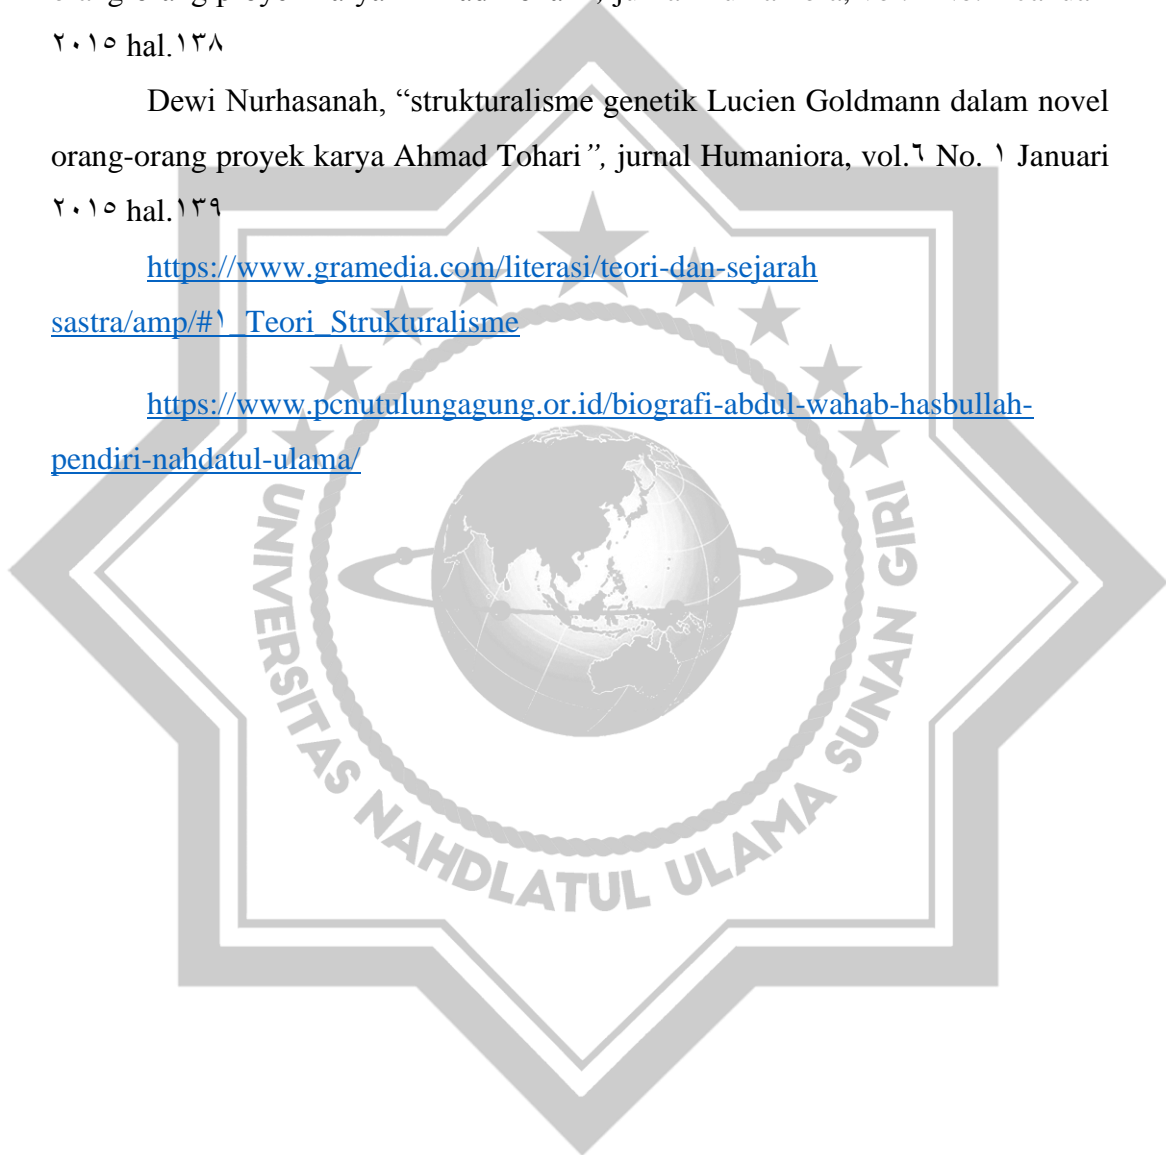 ٢٠١٥ hal.١٣٨
Dewi Nurhasanah, “strukturalisme genetik Lucien Goldmann dalam novel
orang-orang proyek karya Ahmad Tohari”, jurnal Humaniora, vol.٦ No. ١ Januari
٢٠١٥ hal.١٣٩
https://www.gramedia.com/literasi/teori-dan-sejarah
sastra/amp/#١_Teori_Strukturalisme
https://www.pcnutulungagung.or.id/biografi-abdul-wahab-hasbullah-
pendiri-nahdatul-ulama/
UNIVERSITAS NAHDLATUL ULAMA SUNAN GIRI